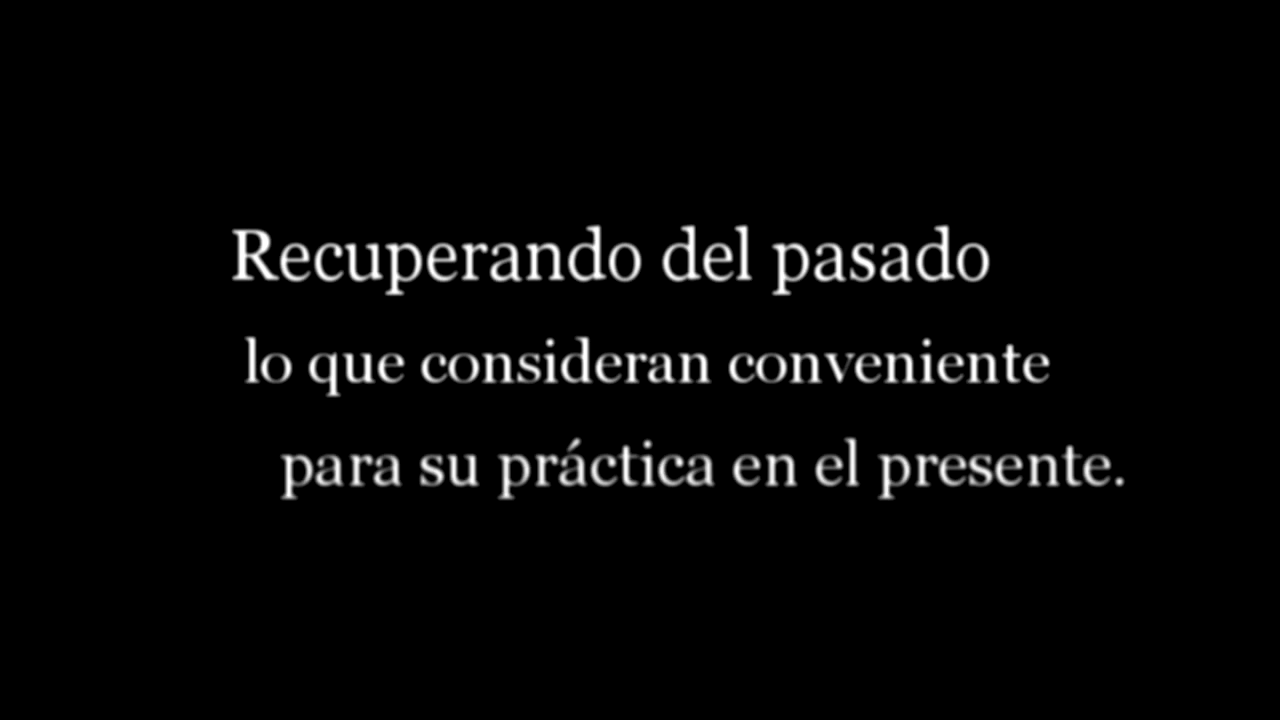 Recuperando del pasado
lo que consideran conveniente
para su práctica en el presente.